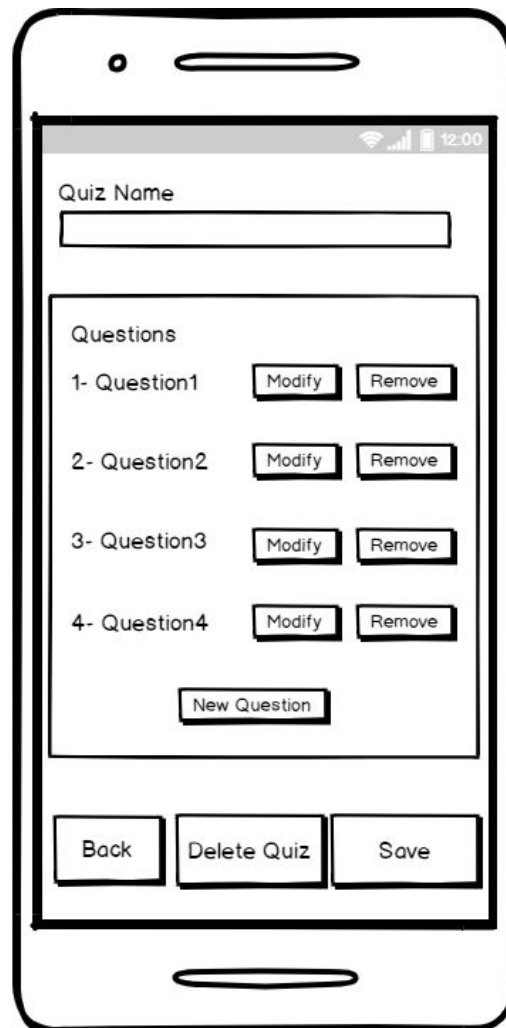 12:00
Quiz Name
Questions
1- Question1 Modify Remove
2- Question2 Modify Remove
3- Question3 Modify Remove
4- Question4 Modify Remove
New Question
Back Delete Quiz Save